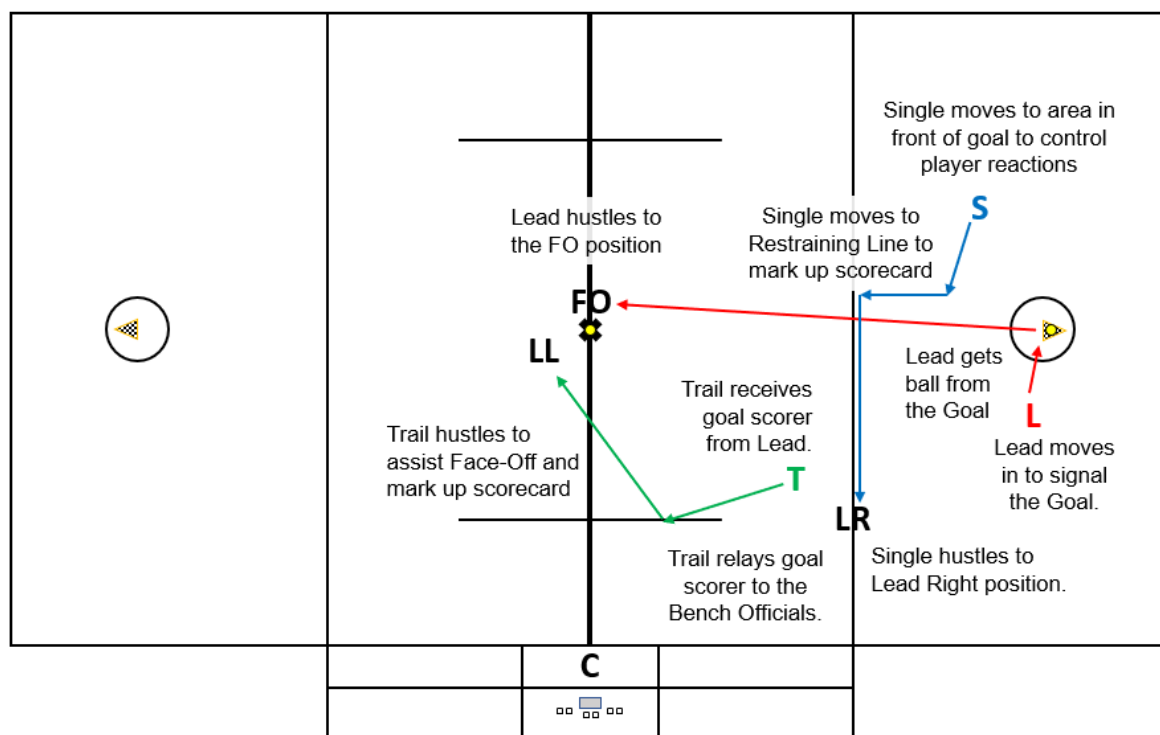 Single moves to area in
front of goal to control
player reactions
S
Lead hustles to
the FO position
Single moves to
Restraining Line to
mark up scorecard
FO
LL
Lead gets
ball from
the Goal
L
Lead moves
in to signal
the Goal.
Trail receives
goal scorer
from Lead.
T
Trail hustles to
assist Face-Off and
mark up scorecard
LR
Trail relays goal
scorer to the
Bench Officials.
Single hustles to
Lead Right position.
C